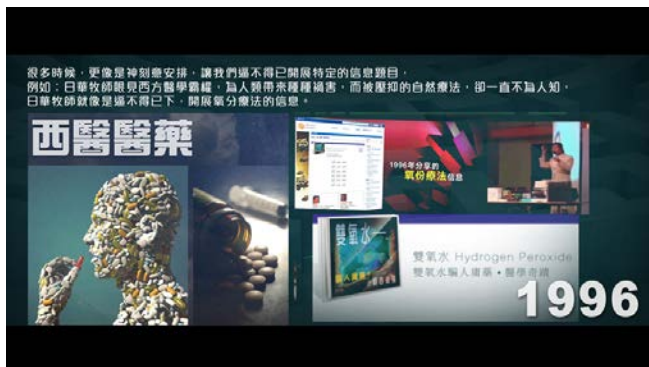 很多時候，更像是神刻意安排，讓我們逼不得已開展特定的信息題目，
例如：日華牧師眼見西方醫學霸權，為人類帶來種種禍害，而被壓抑的自然療法，卻一直不為人知，
日華牧師就像是逼不得已下，開展氧分療法的信息。
西醫醫藥
1996年分享的
氧份療法信息
雙氧水
雙氧水 Hydrogen Peroxide
雙氧水騙人庸藥・醫學奇蹟
1996